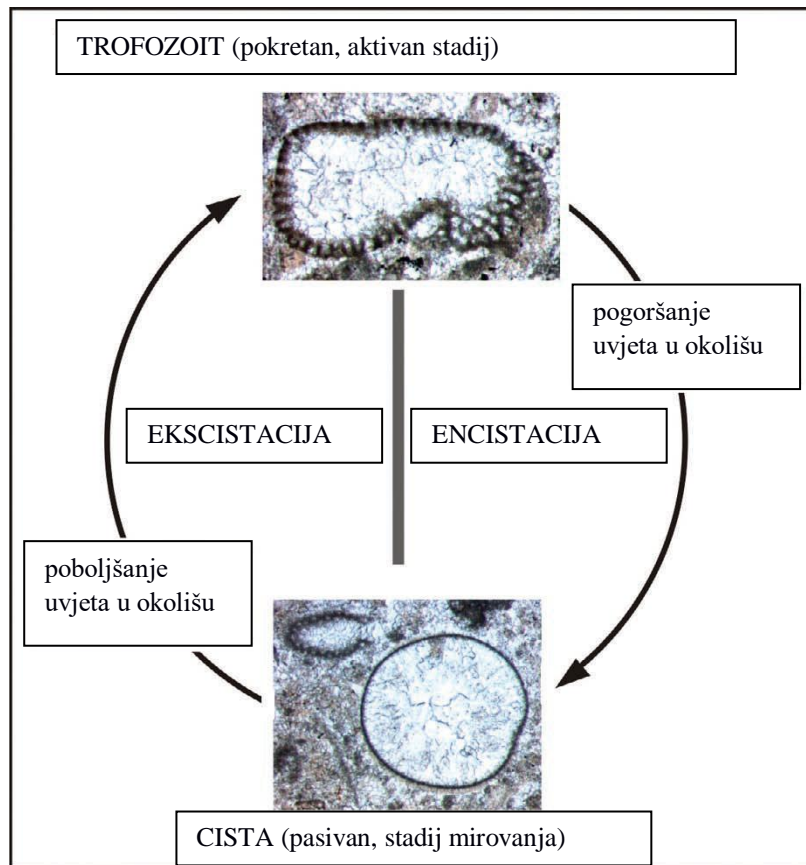 TROFOZOIT (pokretan, aktivan stadij)
pogoršanje
uvjeta u okolišu
EKSCISTACIJA
ENCISTACIJA
poboljšanje
uvjeta u okolišu
CISTA (pasivan, stadij mirovanja)